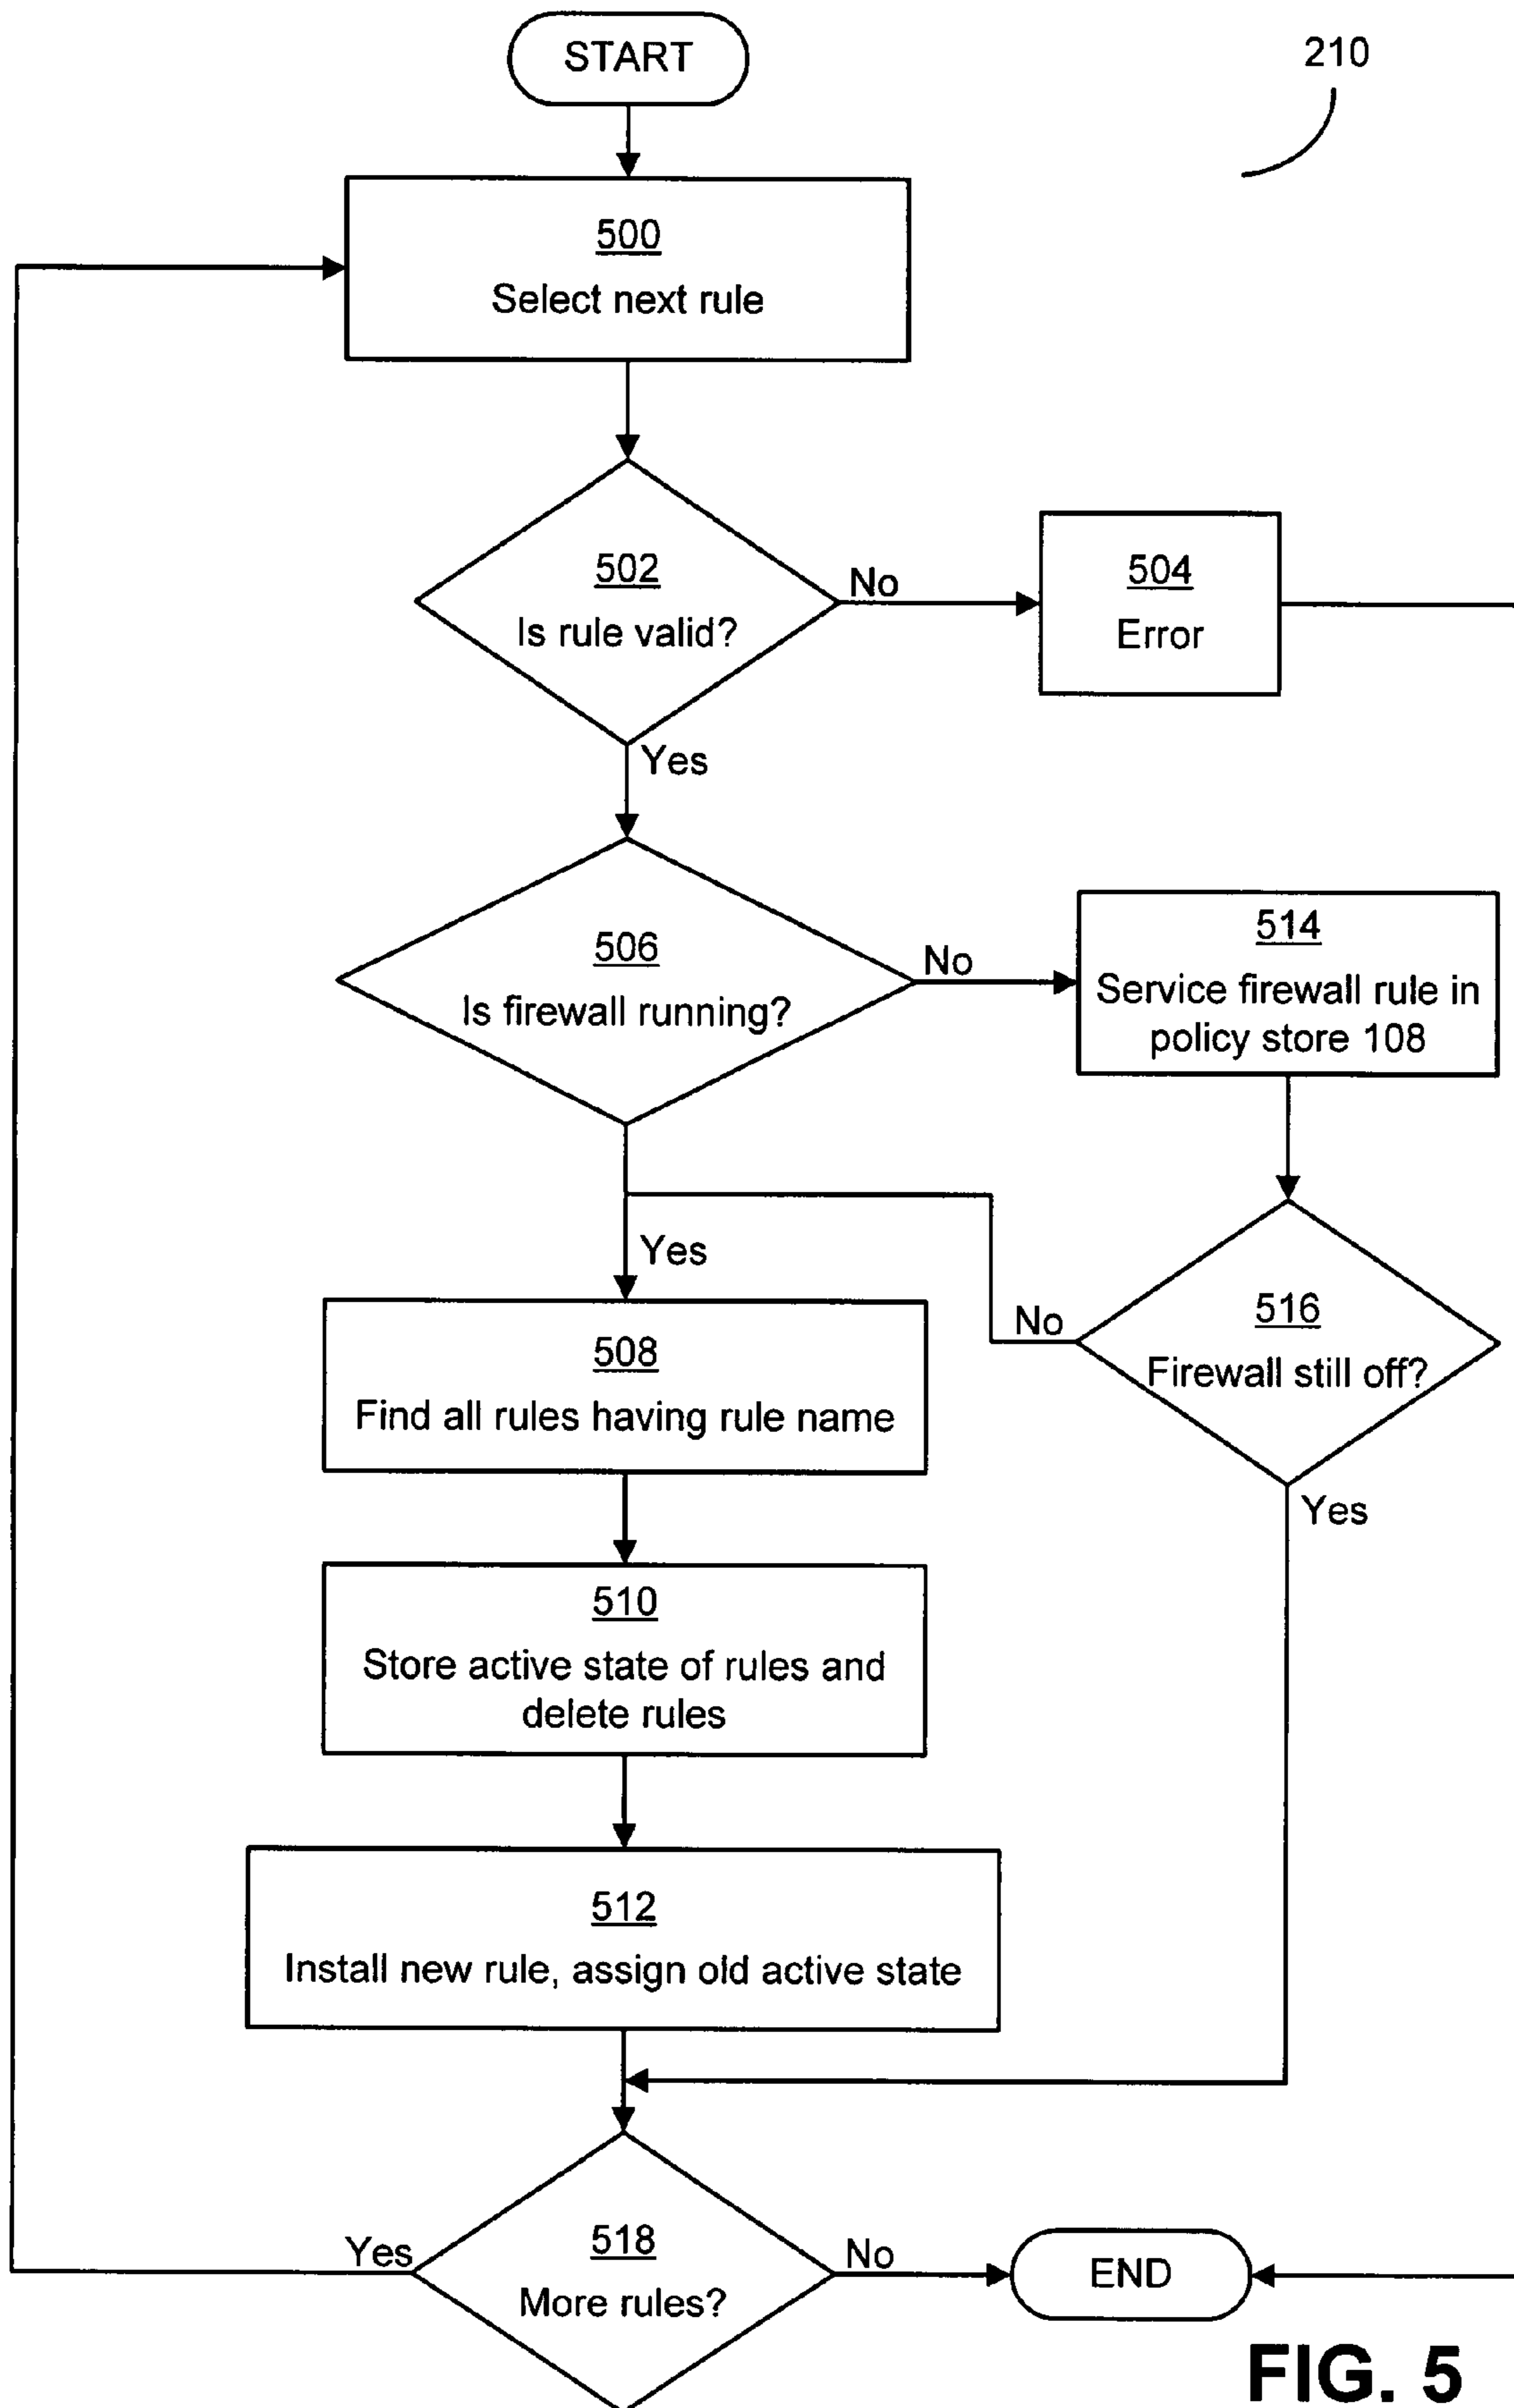 START
210
500
Select next rule
502
Is rule valid?
No
504
Error
Yes
506
Is firewall running?
No
514
Service firewall rule in
policy store 108
Yes
508
Find all rules having rule name
No
516
Firewall still off?
Yes
510
Store active state of rules and
delete rules
512
Install new rule, assign old active state
Yes
518
More rules?
No
END
FIG. 5